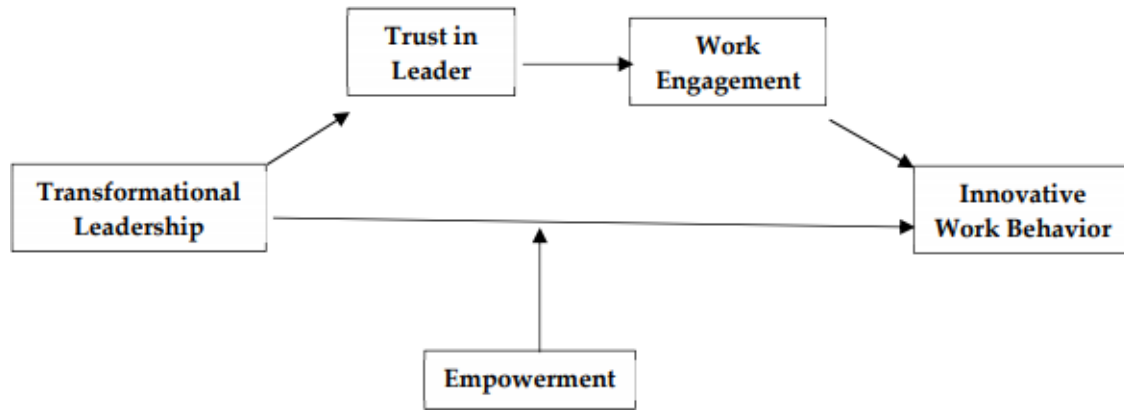 Trust in
Leader
Work
Engagement
Transformational
Leadership
Innovative
Work Behavior
Empowerment